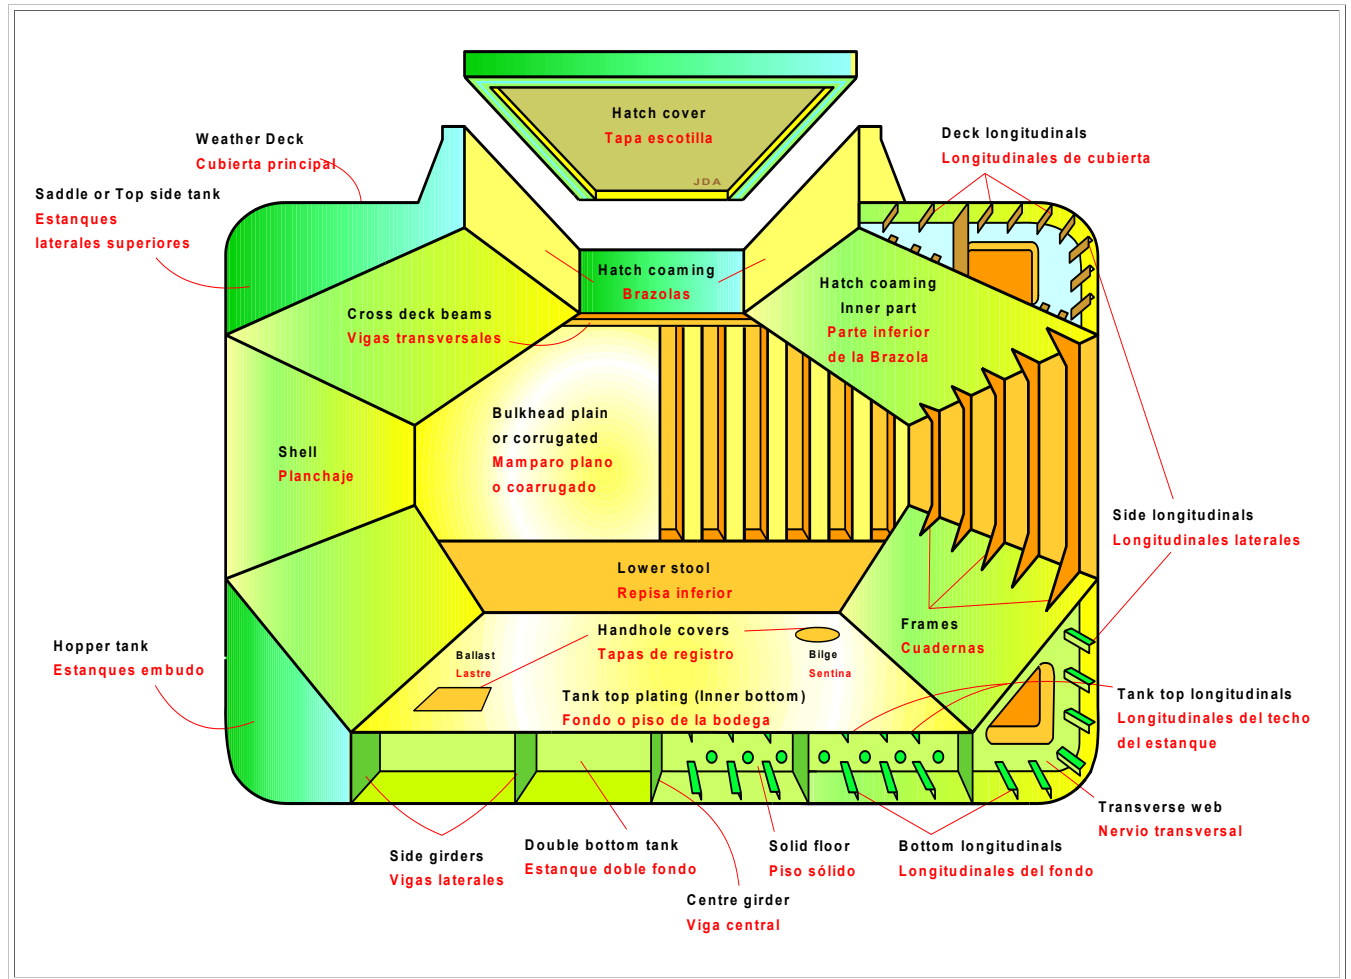 Hatch cover
Tapa escotilla
JDA
Weather Deck
Cubierta principal
Deck longitudinals
Longitudinales de cubierta
Saddle or Top side tank
Estanques
laterales superiores
Hatch coaming
Brazolas
Hatch coaming
Inner part
Parte inferior
de la Brazola
Cross deck beams
Vigas transversales
Bulkhead plain
or corrugated
Mamparo plano
o coarrugado
Shell
Planchaje
Side longitudinals
Longitudinales laterales
Lower stool
Repisa inferior
Frames
Cuadernas
Handhole covers
Tapas de registro
Ballast
Lastre
Bilge
Sentina
Hopper tank
Estanques embudo
Tank top plating (Inner bottom)
Fondo o piso de la bodega
Tank top longitudinals
Longitudinales del techo
del estanque
Transverse web
Nervio transversal
Side girders
Vigas laterales
Double bottom tank
Estanque doble fondo
Solid floor
Piso sólido
Bottom longitudinals
Longitudinales del fondo
Centre girder
Viga central